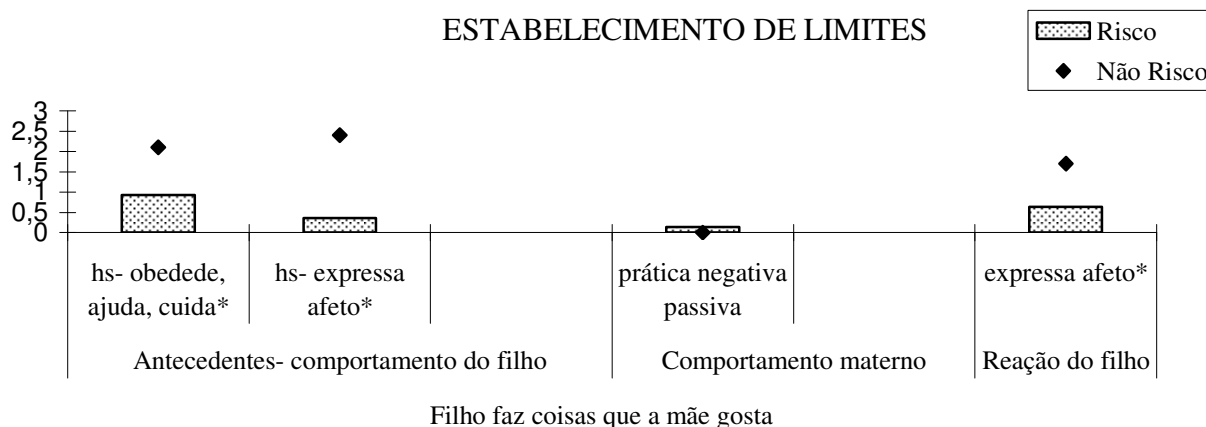 ESTABELECIMENTO DE LIMITES
Risco
Não Risco
3
2,5
2
1,5
1
0,5
0
hs- obedede,
ajuda, cuida*
hs- expressa
afeto*
prática negativa
passiva
expressa afeto*
Antecedentes- comportamento do filho
Comportamento materno
Reação do filho
Filho faz coisas que a mãe gosta